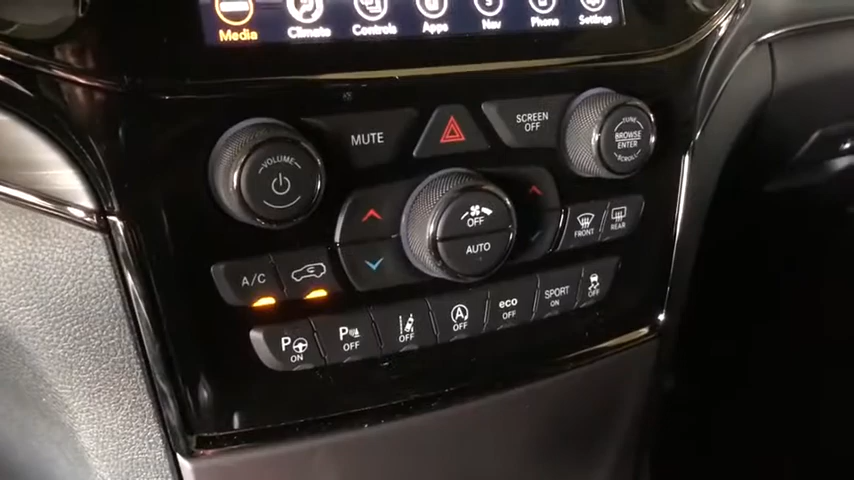 Media Climate Controls Apps Nav Phone Settings
VOLUME
MUTE
SCREEN
OFF
TUNE
BROWSE
ENTER
SCROLL
OFF
AUTO
FRONT
REAR
A/C
P ON
P OFF
OFF
A OFF
eco
OFF
SPORT
ON
OFF